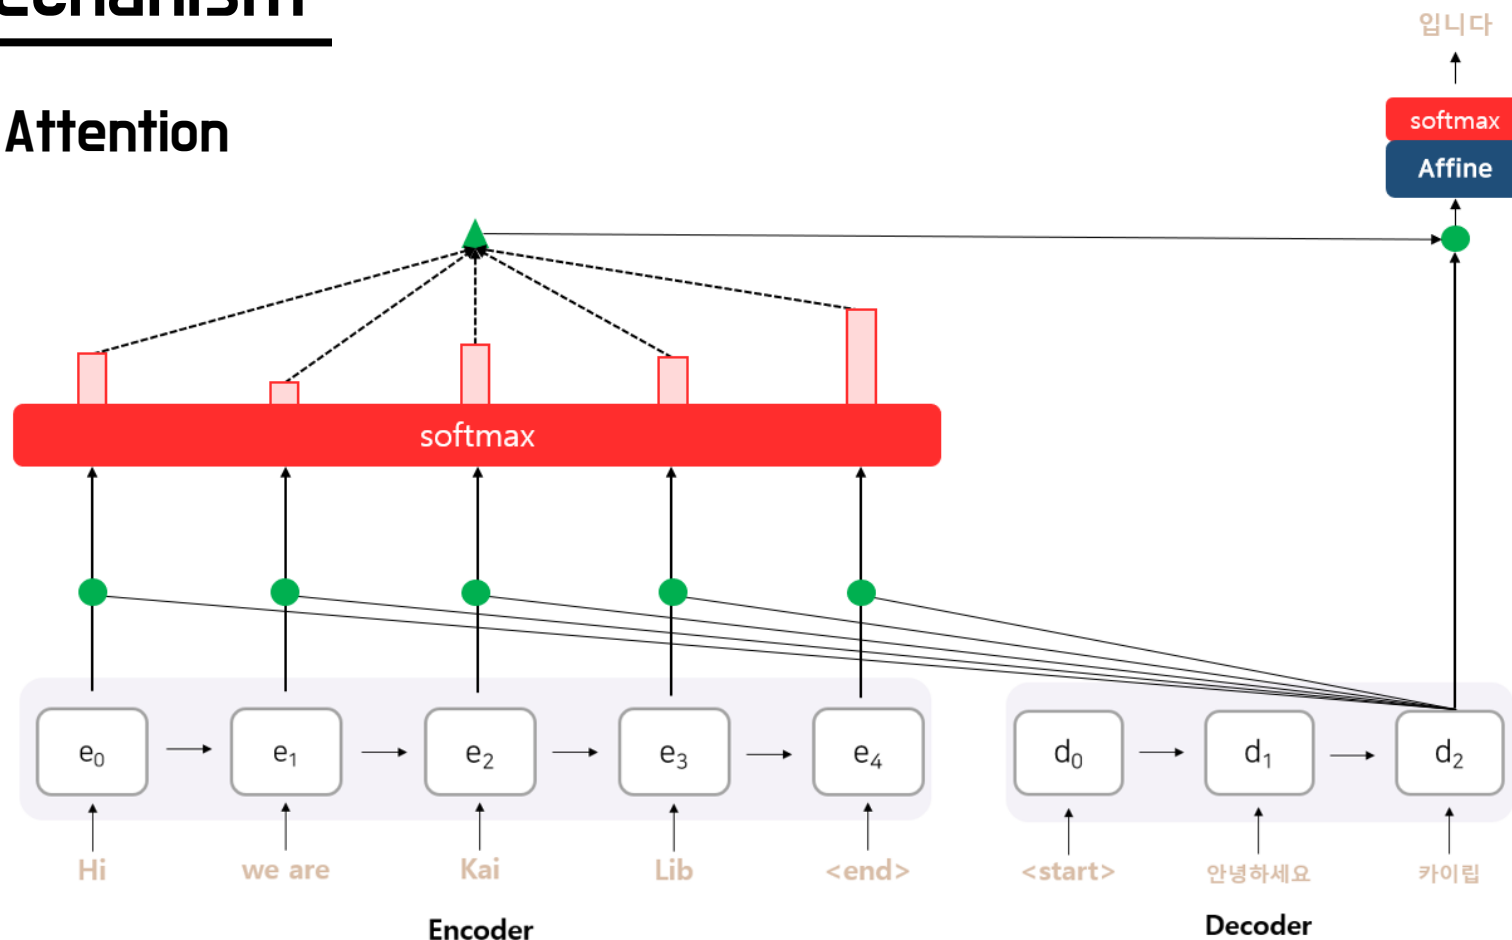 Attention
입니다
softmax
Affine
softmax
e₀ e₁ e₂ e₃ e₄ d₀ d₁ d₂
Hi we are Kai Lib <end> <start> 안녕하세요 카이립
Encoder Decoder